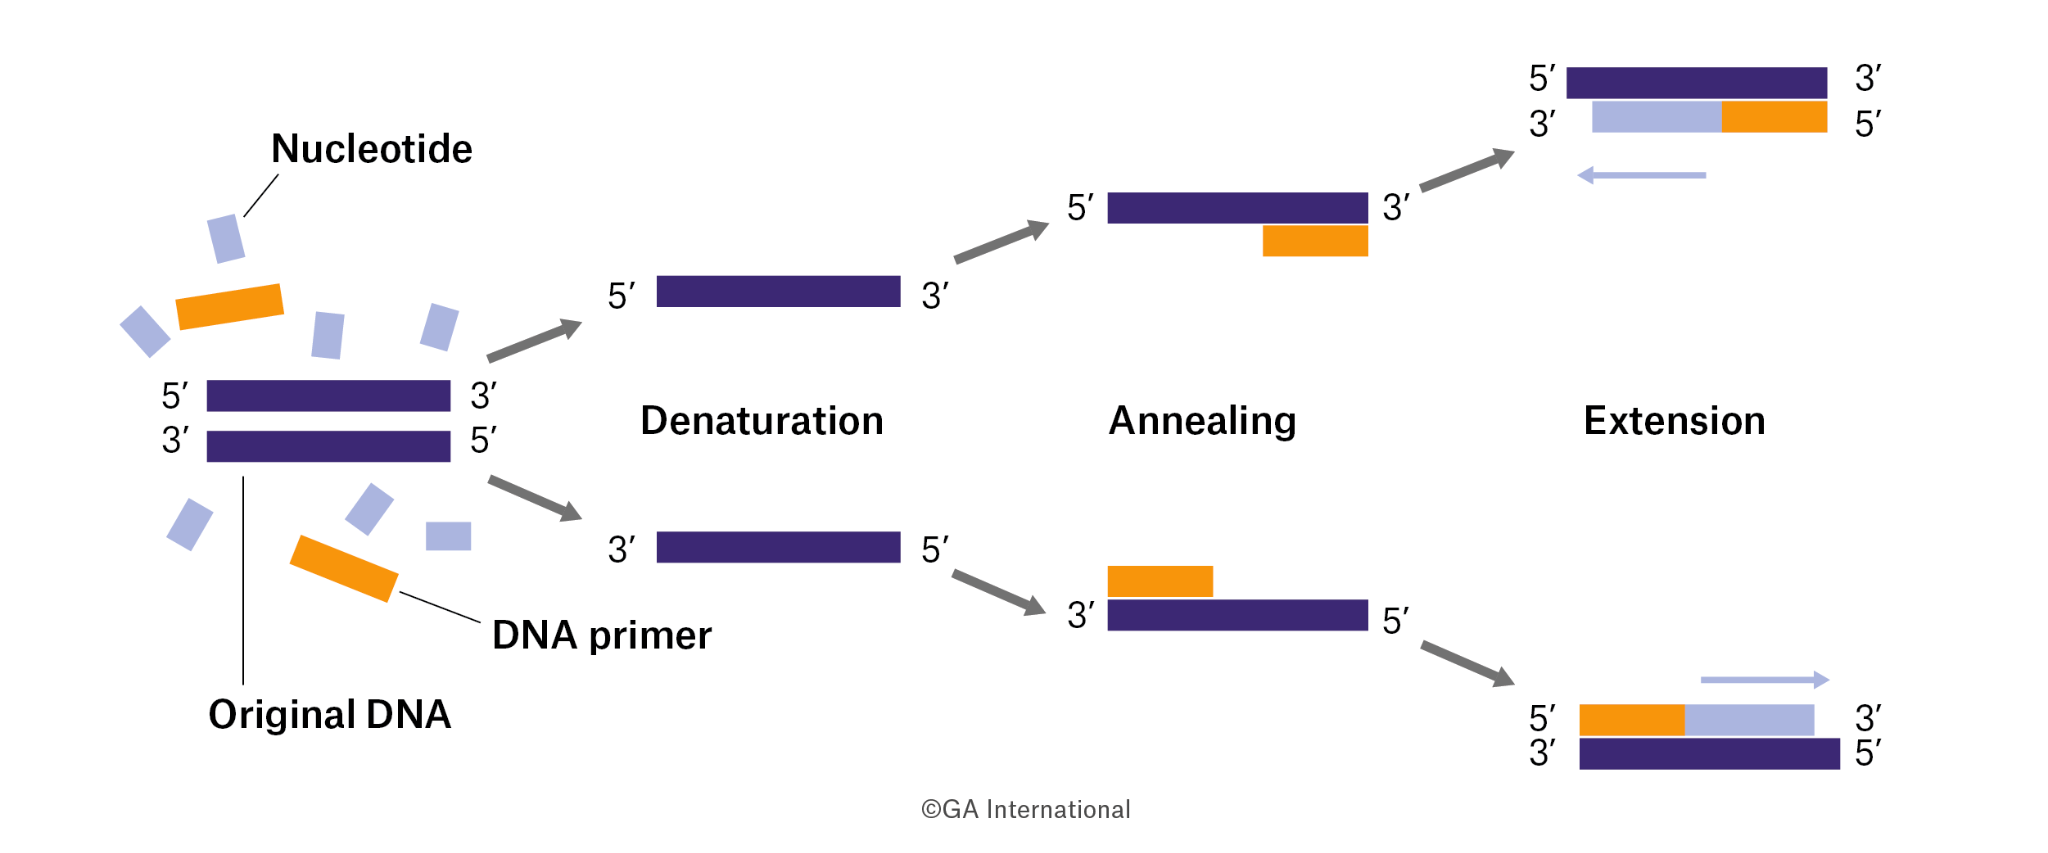 Nucleotide
5′ 3′
3′ 5′
Original DNA
DNA primer
Denaturation
5′ 3′
3′ 5′
Annealing
5′ 3′
3′ 5′
Extension
5′ 3′
3′ 5′
5′ 3′
3′ 5′
©GA International